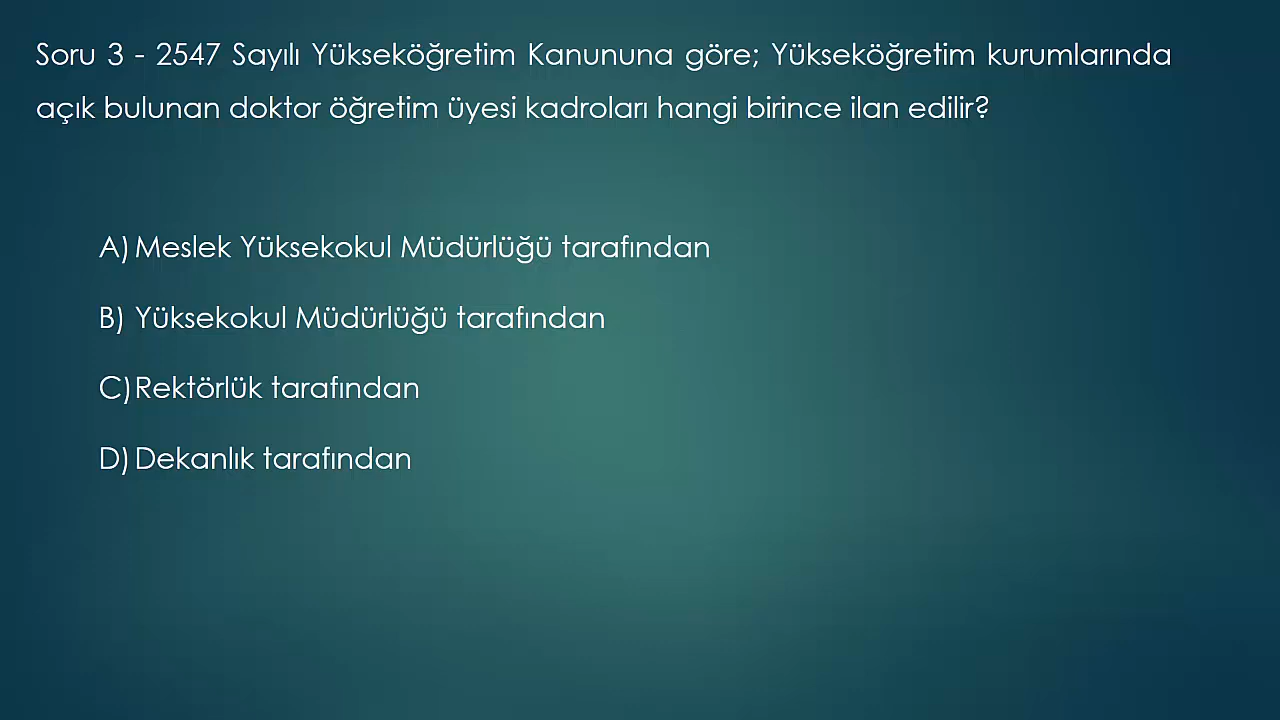 Soru 3 - 2547 Sayılı Yükseköğretim Kanununa göre; Yükseköğretim kurumlarında
açık bulunan doktor öğretim üyesi kadroları hangi birince ilan edilir?
A) Meslek Yüksekokul Müdürlüğü tarafından
B) Yüksekokul Müdürlüğü tarafından
C) Rektörlük tarafından
D) Dekanlık tarafından